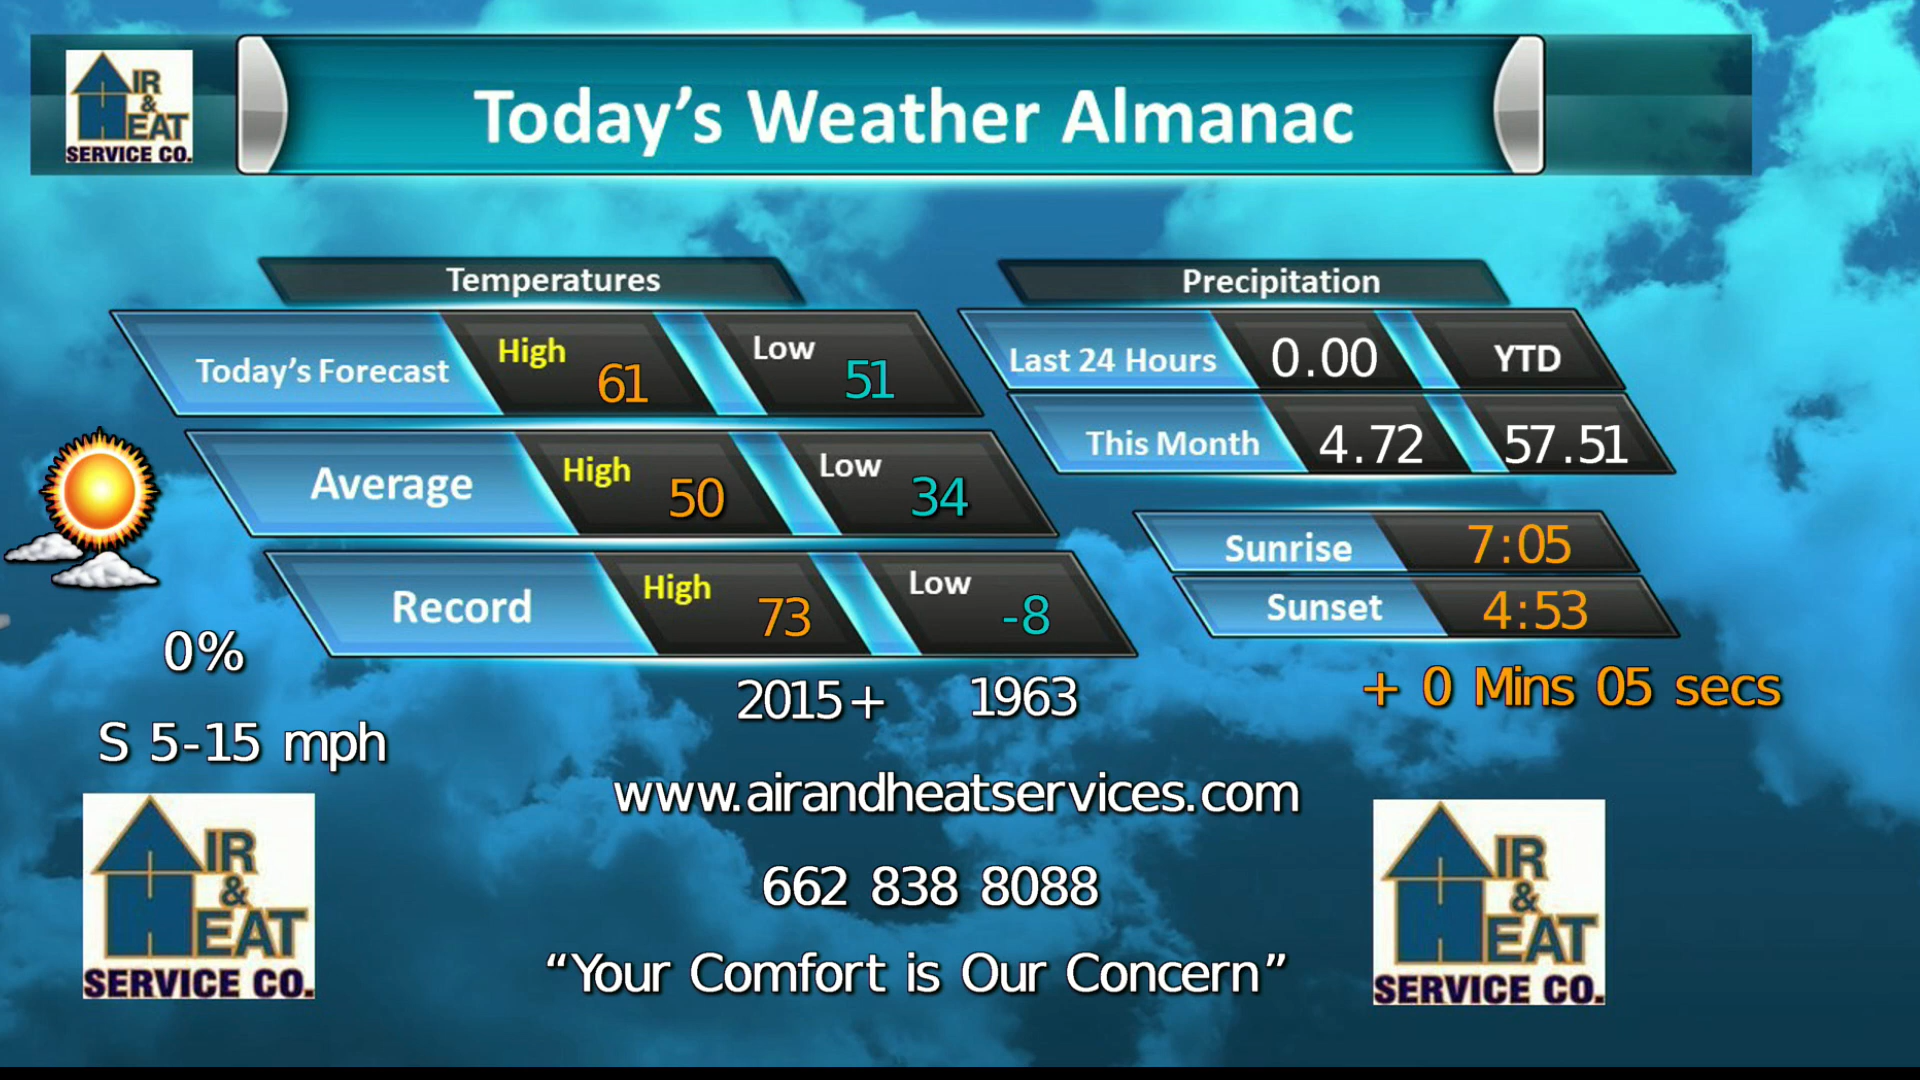 AIR
&
HEAT
SERVICE CO.
Today's Weather Almanac
Temperatures
Today's Forecast High 61 Low 51
Average High 50 Low 34
Record High 73 Low -8
2015+ 1963
Precipitation
Last 24 Hours 0.00 YTD
This Month 4.72 57.51
Sunrise 7:05
Sunset 4:53
+ 0 Mins 05 secs
0%
S 5-15 mph
www.airandheatservices.com
662 838 8088
“Your Comfort is Our Concern”
AIR
&
HEAT
SERVICE CO.
AIR
&
HEAT
SERVICE CO.